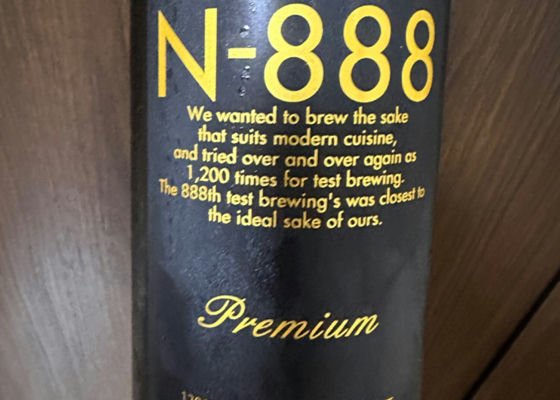 N-888
We wanted to brew the sake
that suits modern cuisine,
and tried over and over again as
1,200 times for test brewing.
The 888th test brewing's was closest to
the ideal sake of ours.
Premium